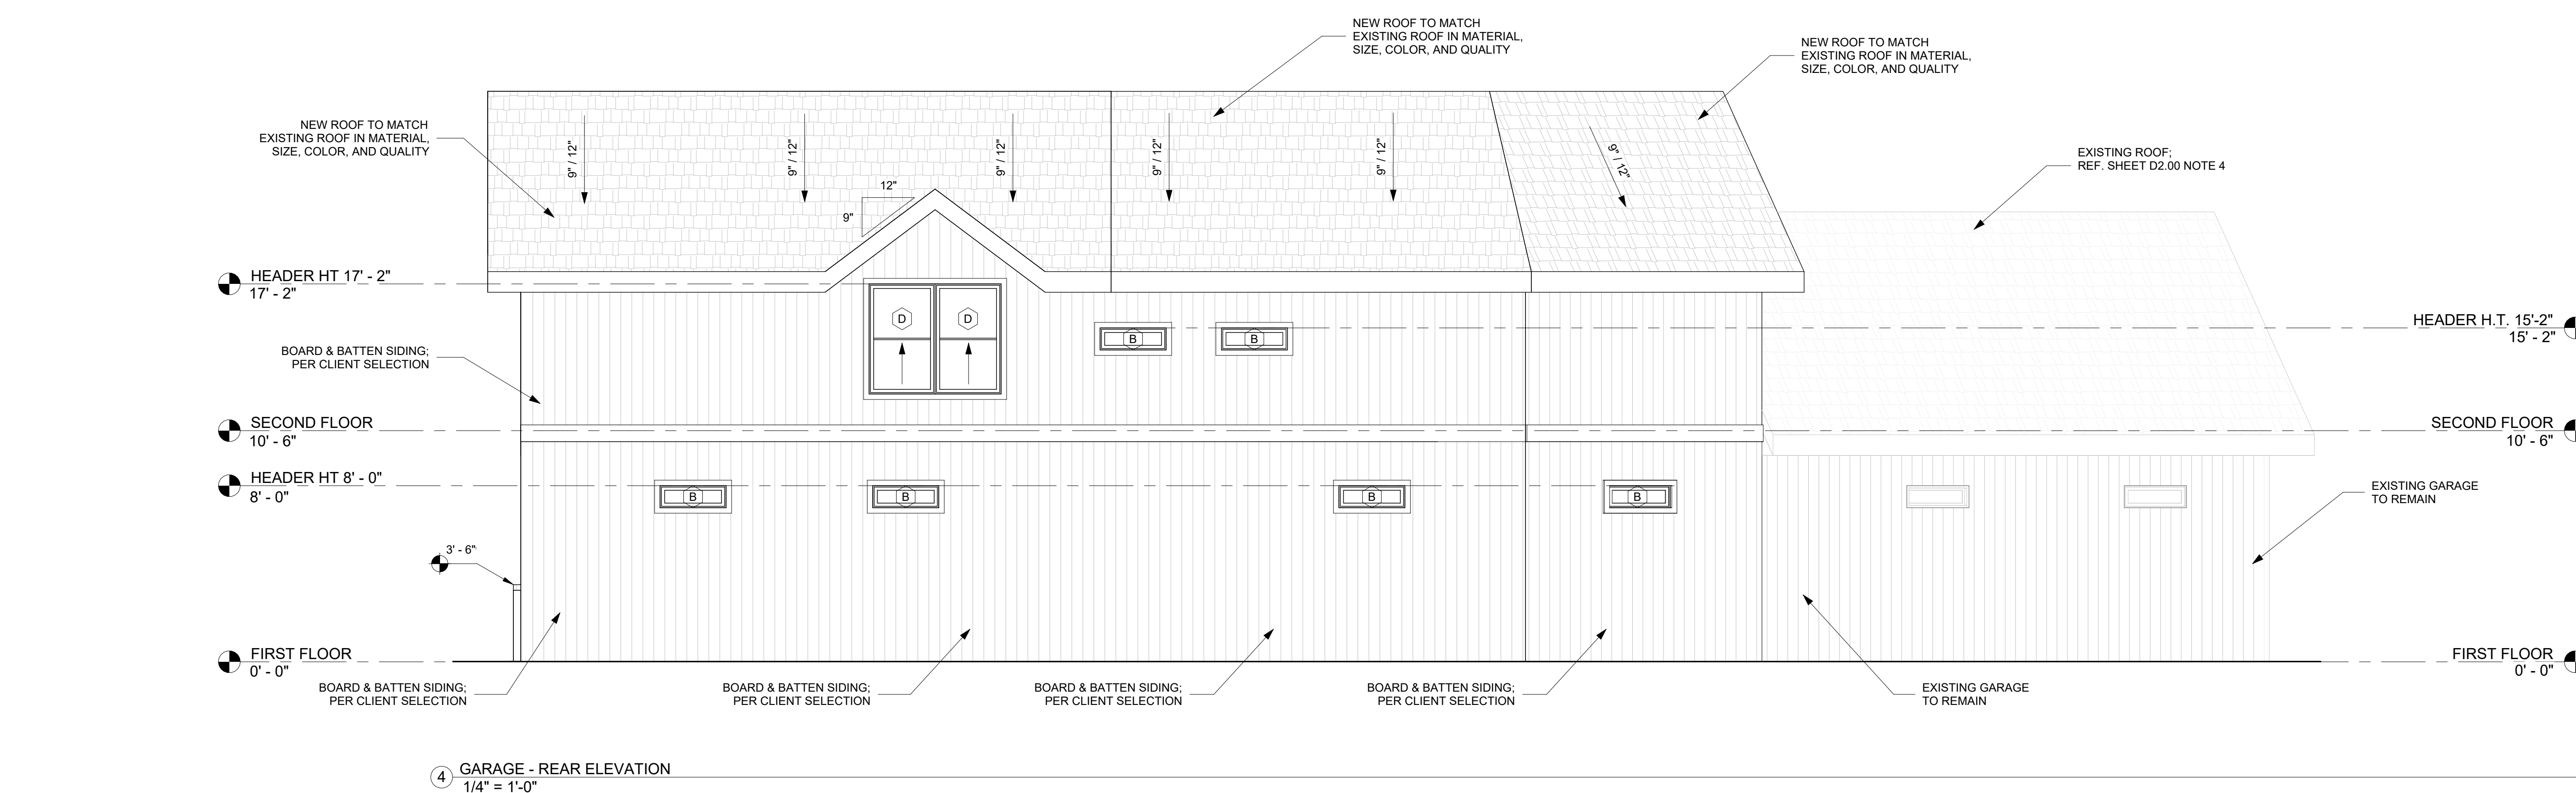 NEW ROOF TO MATCH
EXISTING ROOF IN MATERIAL,
SIZE, COLOR, AND QUALITY
NEW ROOF TO MATCH
EXISTING ROOF IN MATERIAL,
SIZE, COLOR, AND QUALITY
NEW ROOF TO MATCH
EXISTING ROOF IN MATERIAL,
SIZE, COLOR, AND QUALITY
EXISTING ROOF;
REF. SHEET D2.00 NOTE 4
9" / 12"
9" / 12"
9" / 12"
9" / 12"
9" / 12"
9" / 12"
12"
9"
HEADER HT 17' - 2"
17' - 2"
HEADER H.T. 15'-2"
15' - 2"
D
D
B
B
BOARD & BATTEN SIDING;
PER CLIENT SELECTION
SECOND FLOOR
10' - 6"
SECOND FLOOR
10' - 6"
HEADER HT 8' - 0"
8' - 0"
B
B
B
B
EXISTING GARAGE
TO REMAIN
3' - 6"
FIRST FLOOR
0' - 0"
FIRST FLOOR
0' - 0"
BOARD & BATTEN SIDING;
PER CLIENT SELECTION
BOARD & BATTEN SIDING;
PER CLIENT SELECTION
BOARD & BATTEN SIDING;
PER CLIENT SELECTION
BOARD & BATTEN SIDING;
PER CLIENT SELECTION
EXISTING GARAGE
TO REMAIN
4
GARAGE - REAR ELEVATION
1/4" = 1'-0"